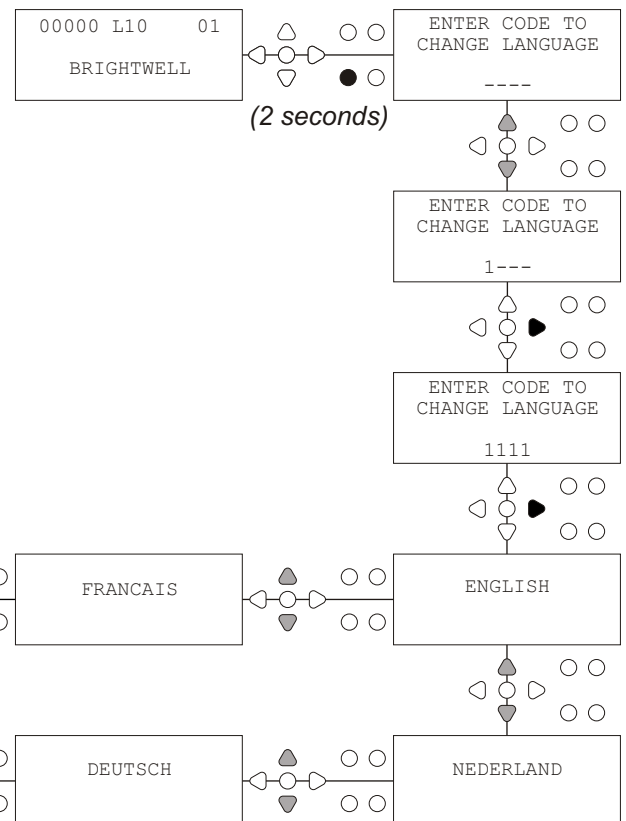 00000 L10 01
BRIGHTWELL
(2 seconds)
ENTER CODE TO
CHANGE LANGUAGE
----
ENTER CODE TO
CHANGE LANGUAGE
1---
ENTER CODE TO
CHANGE LANGUAGE
1111
FRANCAIS
ENGLISH
DEUTSCH
NEDERLAND